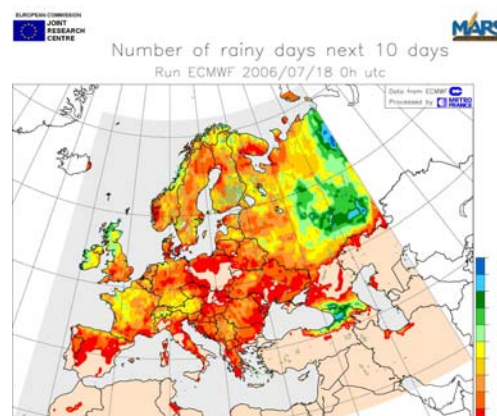 EUROPEAN COMMISSION
JOINT
RESEARCH
CENTRE
MARS
Number of rainy days next 10 days
Run ECMWF 2006/07/18 0h utc
Data from ECMWF
Processed by METEO
FRANCE